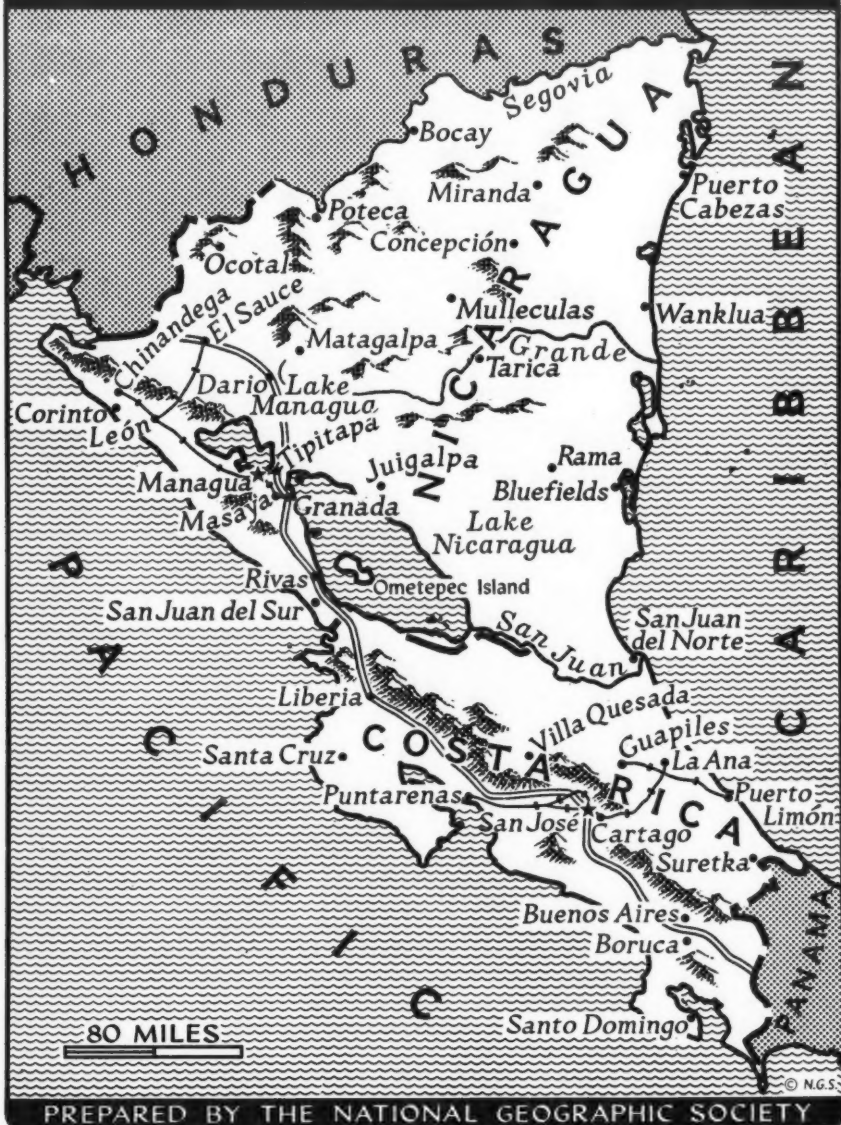 HONDURAS
Segovia
Bocay
NICARAGUA
Miranda
Puerto
Cabezas
Poteca
Concepción
Ocotal
CARIBBEAN
Chinandega
El Sauce
Mulleculas
Wanklua
Matagalpa
Grande
Tarica
Dario
Lake
Managua
Corinto
León
Tipitapa
Juigalpa
Rama
Managua
Bluefields
Masaya
Granada
Lake
Nicaragua
Rivas
Ometepec Island
PACIFIC
San Juan del Sur
San Juan
San Juan
del Norte
Liberia
Villa Quesada
COSTA RICA
Guapiles
La Ana
Santa Cruz
Puntarenas
Puerto
Limón
San José
Cartago
Suretka
Buenos Aires
Boruca
PANAMA
Santo Domingo
80 MILES
© N.G.S.
PREPARED BY THE NATIONAL GEOGRAPHIC SOCIETY